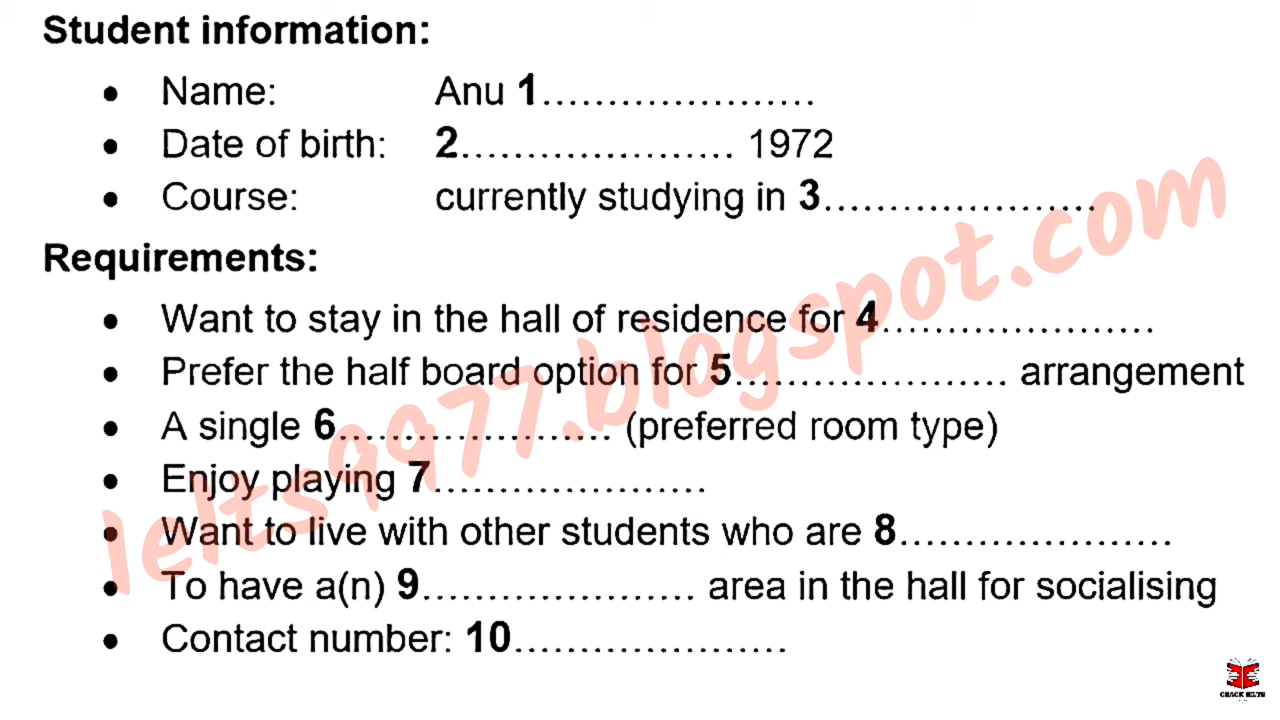 Student information:
• Name: Anu 1.....................
• Date of birth: 2..................... 1972
• Course: currently studying in 3.....................
Requirements:
• Want to stay in the hall of residence for 4.....................
• Prefer the half board option for 5..................... arrangement
• A single 6..................... (preferred room type)
• Enjoy playing 7.....................
• Want to live with other students who are 8.....................
• To have a(n) 9..................... area in the hall for socialising
• Contact number: 10.....................
ielts9977.blogspot.com
CRACK IELTS